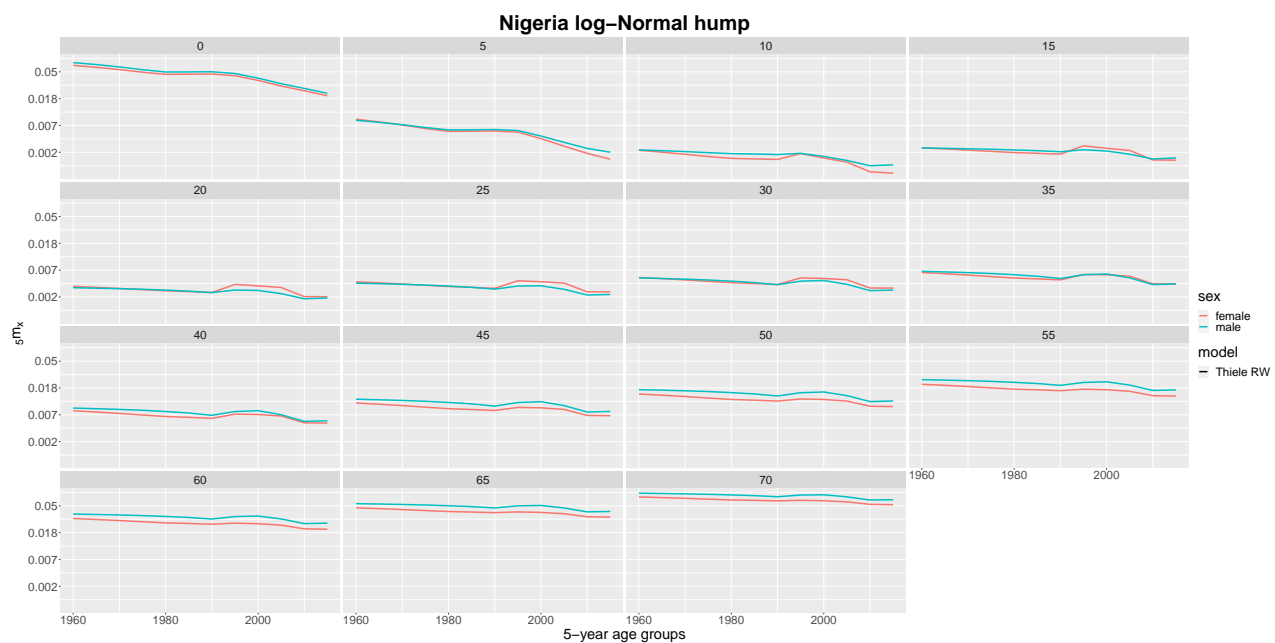 Nigeria log–Normal hump
0 5 10 15
0.05
0.018
0.007
0.002
20 25 30 35
0.05
0.018
0.007
0.002
40 45 50 55
0.05
0.018
0.007
0.002
1960 1980 2000
60 65 70
0.05
0.018
0.007
0.002
1960 1980 2000 1960 1980 2000 1960 1980 2000
5−year age groups
5mx
sex
female
male
model
Thiele RW